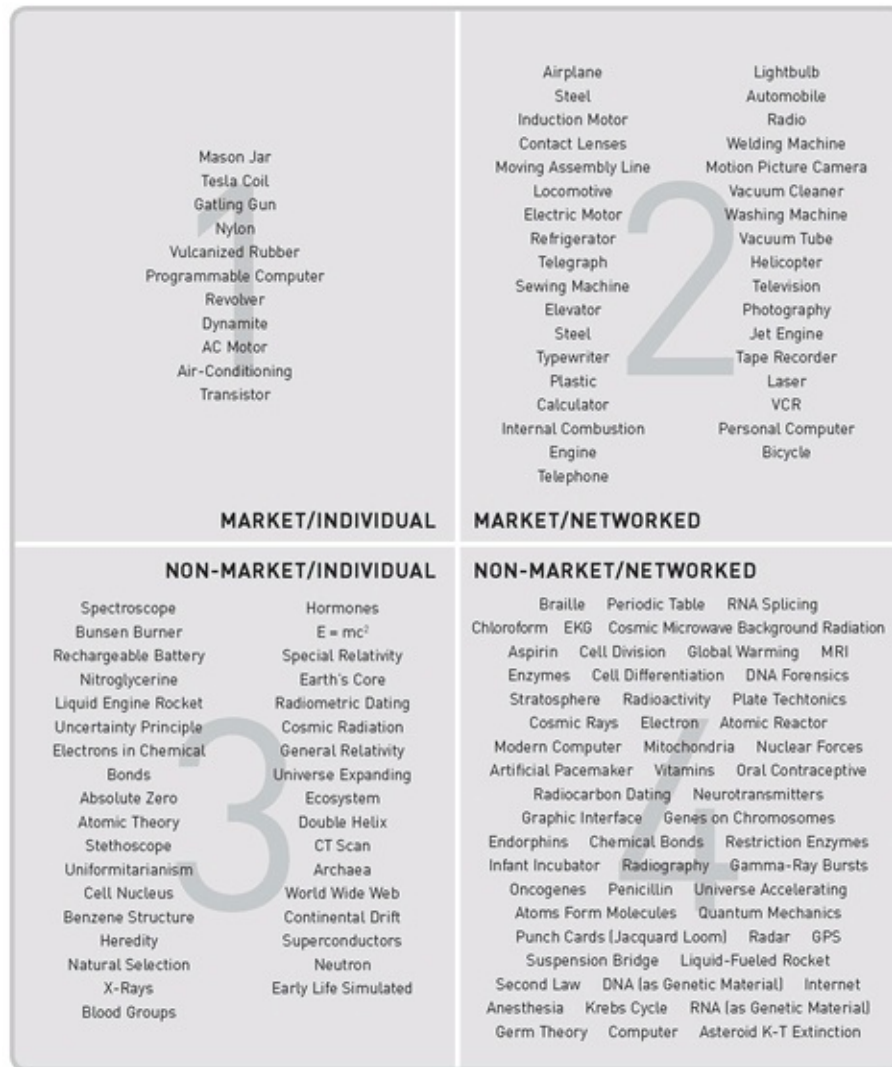 1
Mason Jar
Tesla Coil
Gatling Gun
Nylon
Vulcanized Rubber
Programmable Computer
Revolver
Dynamite
AC Motor
Air-Conditioning
Transistor
MARKET/INDIVIDUAL
2
Airplane
Steel
Induction Motor
Contact Lenses
Moving Assembly Line
Locomotive
Electric Motor
Refrigerator
Telegraph
Sewing Machine
Elevator
Steel
Typewriter
Plastic
Calculator
Internal Combustion
Engine
Telephone
Lightbulb
Automobile
Radio
Welding Machine
Motion Picture Camera
Vacuum Cleaner
Washing Machine
Vacuum Tube
Helicopter
Television
Photography
Jet Engine
Tape Recorder
Laser
VCR
Personal Computer
Bicycle
MARKET/NETWORKED
NON-MARKET/INDIVIDUAL
3
Spectroscope
Bunsen Burner
Rechargeable Battery
Nitroglycerine
Liquid Engine Rocket
Uncertainty Principle
Electrons in Chemical
Bonds
Absolute Zero
Atomic Theory
Stethoscope
Uniformitarianism
Cell Nucleus
Benzene Structure
Heredity
Natural Selection
X-Rays
Blood Groups
Hormones
E = mc²
Special Relativity
Earth's Core
Radiometric Dating
Cosmic Radiation
General Relativity
Universe Expanding
Ecosystem
Double Helix
CT Scan
Archaea
World Wide Web
Continental Drift
Superconductors
Neutron
Early Life Simulated
NON-MARKET/NETWORKED
4
Braille Periodic Table RNA Splicing
Chloroform EKG Cosmic Microwave Background Radiation
Aspirin Cell Division Global Warming MRI
Enzymes Cell Differentiation DNA Forensics
Stratosphere Radioactivity Plate Techtonics
Cosmic Rays Electron Atomic Reactor
Modern Computer Mitochondria Nuclear Forces
Artificial Pacemaker Vitamins Oral Contraceptive
Radiocarbon Dating Neurotransmitters
Graphic Interface Genes on Chromosomes
Endorphins Chemical Bonds Restriction Enzymes
Infant Incubator Radiography Gamma-Ray Bursts
Oncogenes Penicillin Universe Accelerating
Atoms Form Molecules Quantum Mechanics
Punch Cards (Jacquard Loom) Radar GPS
Suspension Bridge Liquid-Fueled Rocket
Second Law DNA (as Genetic Material) Internet
Anesthesia Krebs Cycle RNA (as Genetic Material)
Germ Theory Computer Asteroid K-T Extinction